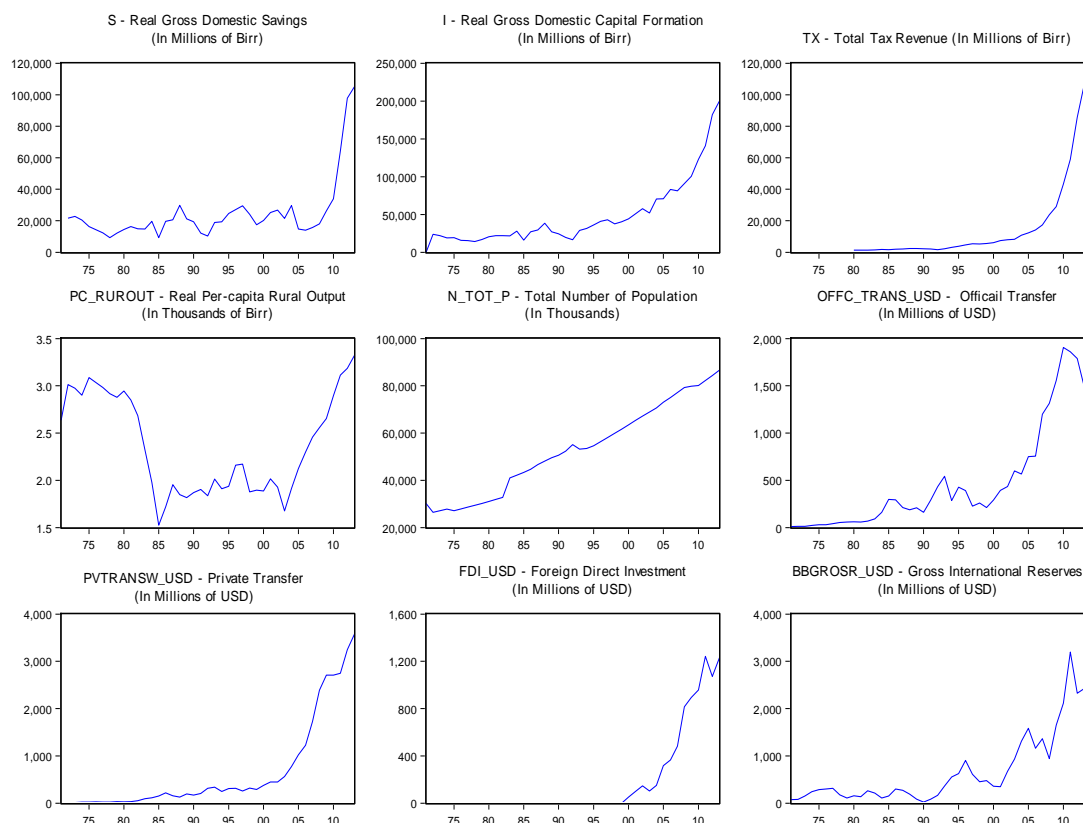 S - Real Gross Domestic Savings
(In Millions of Birr)
120,000
100,000
80,000
60,000
40,000
20,000
0
75 80 85 90 95 00 05 10
I - Real Gross Domestic Capital Formation
(In Millions of Birr)
250,000
200,000
150,000
100,000
50,000
0
75 80 85 90 95 00 05 10
TX - Total Tax Revenue (In Millions of Birr)
120,000
100,000
80,000
60,000
40,000
20,000
0
75 80 85 90 95 00 05 10
PC_RUROUT - Real Per-capita Rural Output
(In Thousands of Birr)
3.5
3.0
2.5
2.0
1.5
75 80 85 90 95 00 05 10
N_TOT_P - Total Number of Population
(In Thousands)
100,000
80,000
60,000
40,000
20,000
75 80 85 90 95 00 05 10
OFFC_TRANS_USD - Officail Transfer
(In Millions of USD)
2,000
1,500
1,000
500
0
75 80 85 90 95 00 05 10
PVTRANSW_USD - Private Transfer
(In Millions of USD)
4,000
3,000
2,000
1,000
0
75 80 85 90 95 00 05 10
FDI_USD - Foreign Direct Investment
(In Millions of USD)
1,600
1,200
800
400
0
75 80 85 90 95 00 05 10
BBGROSR_USD - Gross International Reserves
(In Millions of USD)
4,000
3,000
2,000
1,000
0
75 80 85 90 95 00 05 10